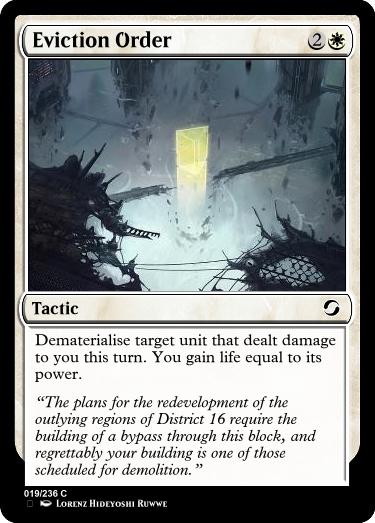 Eviction Order 2
Tactic
Dematerialise target unit that dealt damage
to you this turn. You gain life equal to its
power.
“The plans for the redevelopment of the
outlying regions of District 16 require the
building of a bypass through this block, and
regrettably your building is one of those
scheduled for demolition.”
019/236 C
Lorenz Hideyoshi Ruwwe